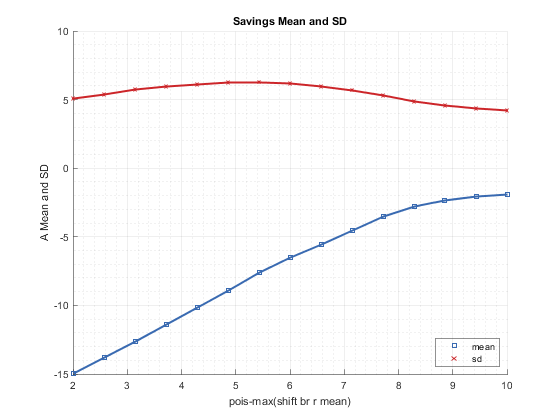 Savings Mean and SD
10
5
0
-5
-10
-15
A Mean and SD
2 3 4 5 6 7 8 9 10
pois-max(shift br r mean)
mean
sd